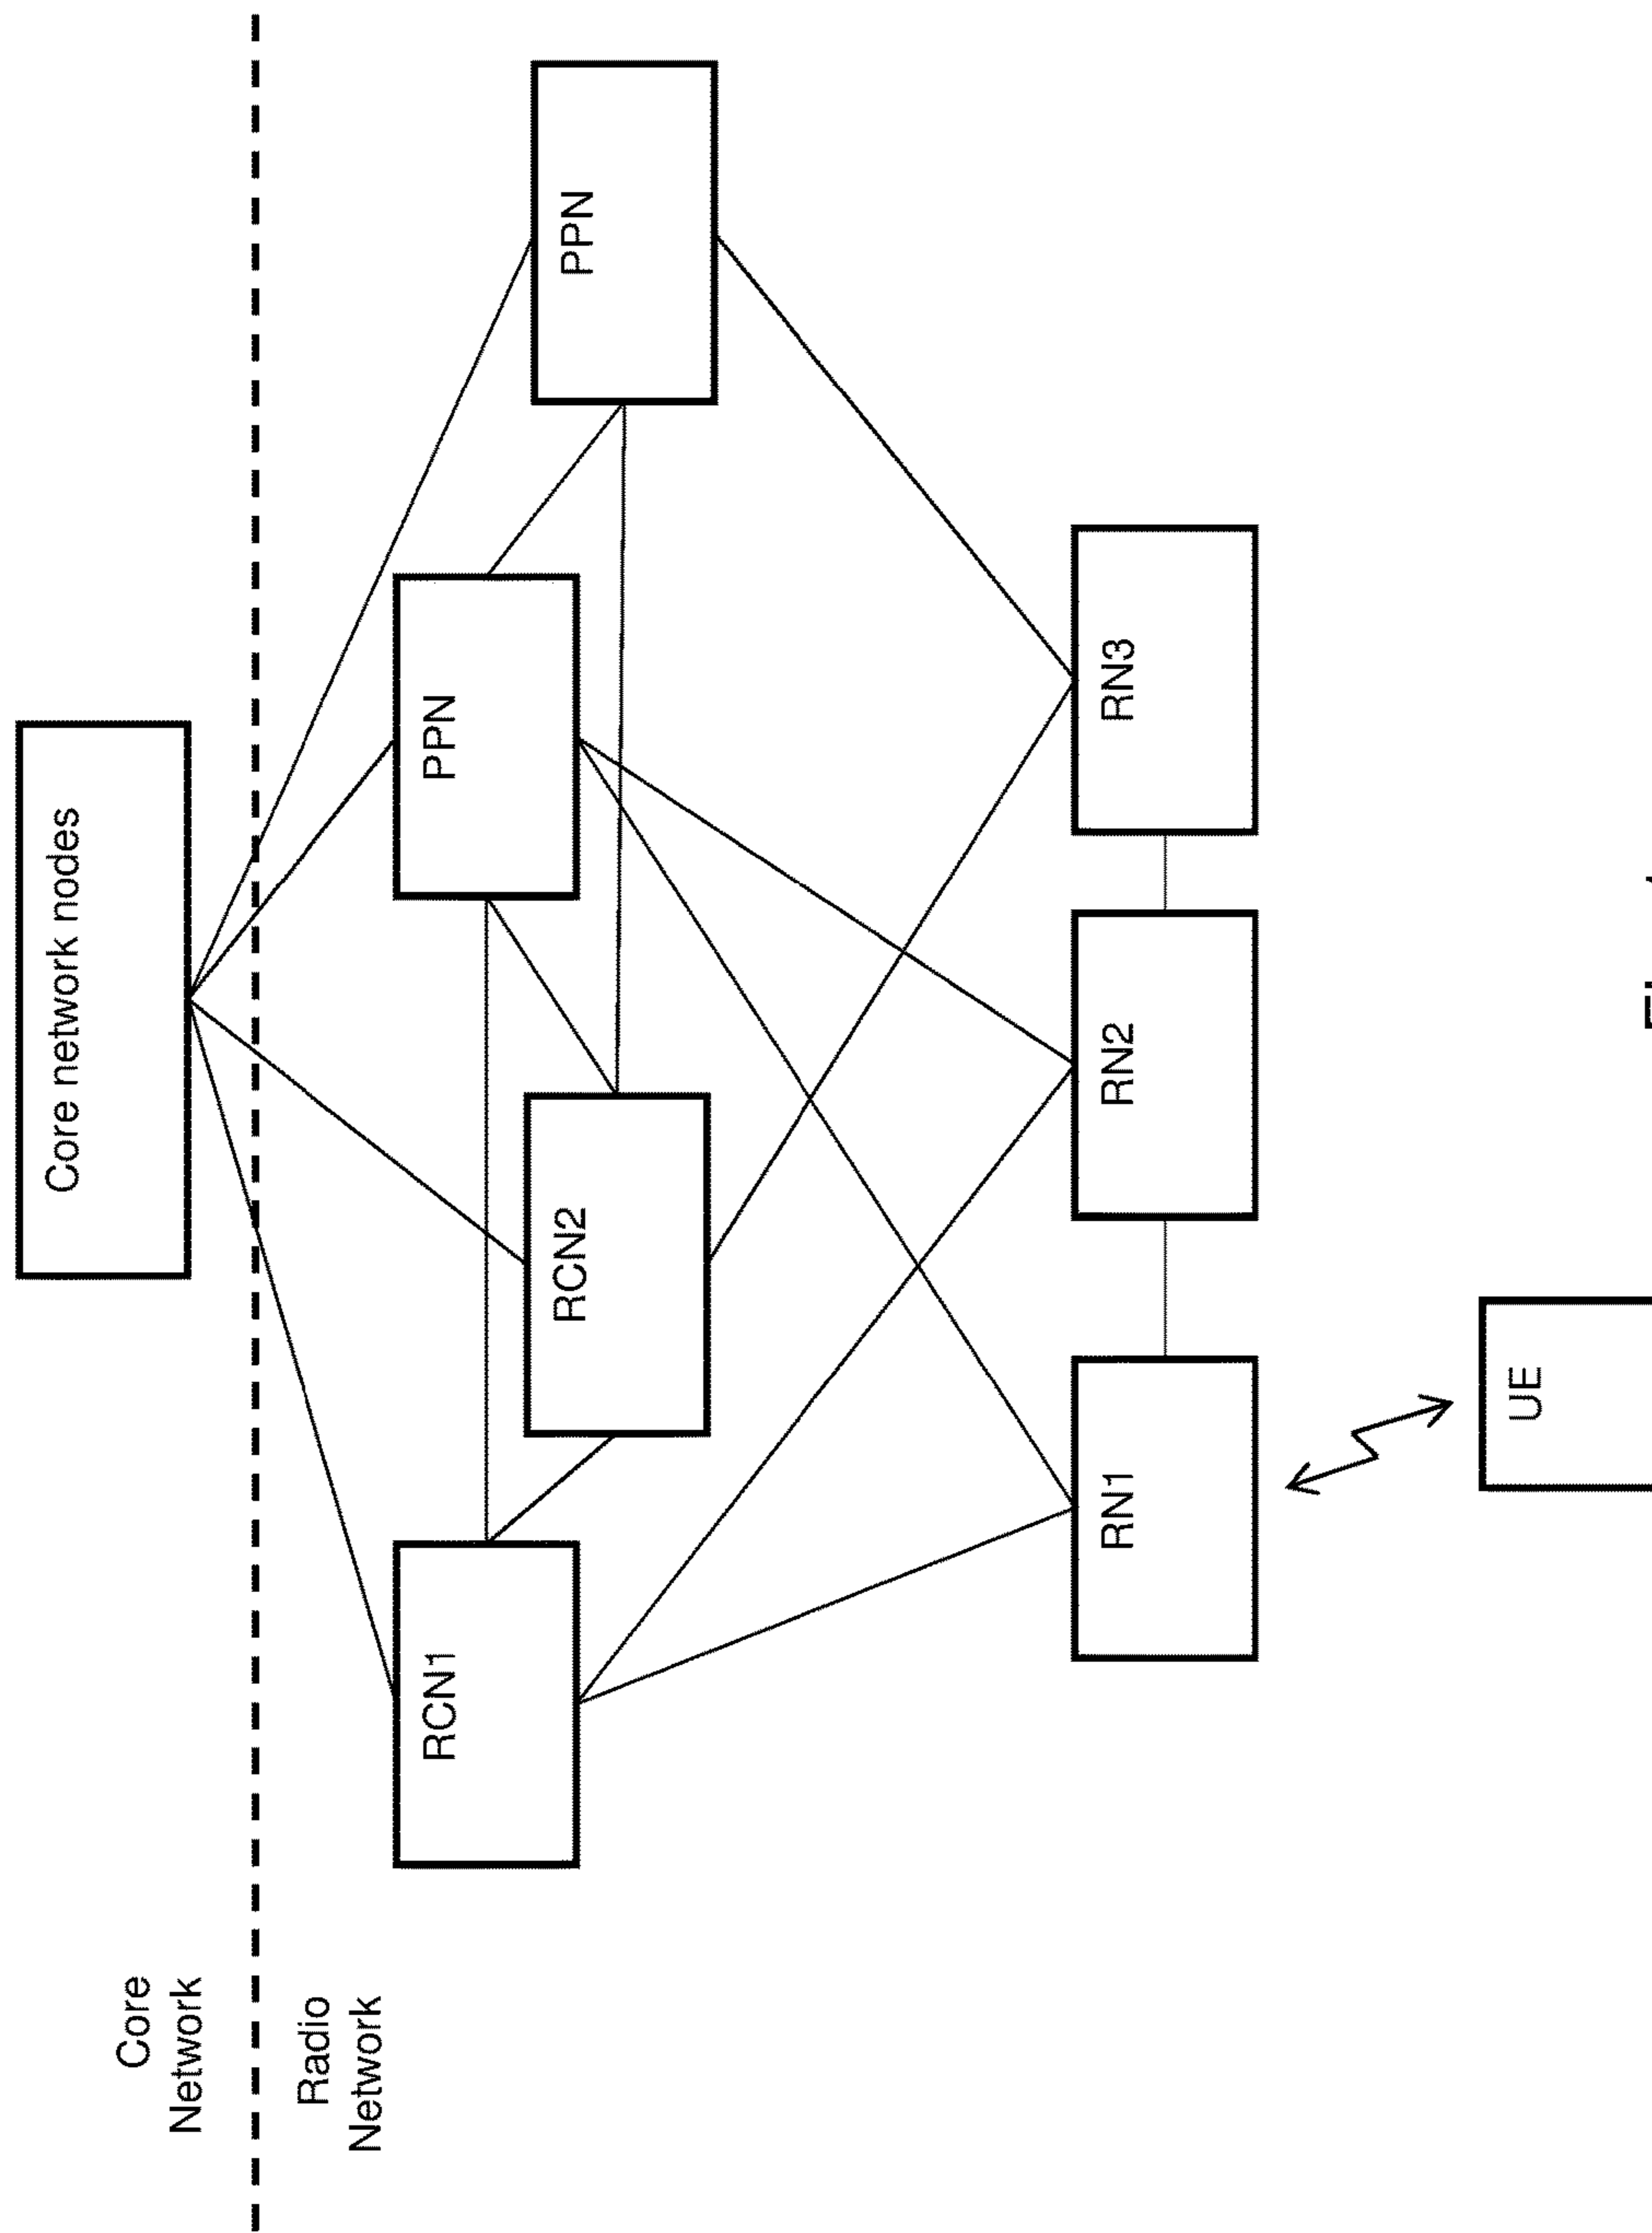 Core
Network
Radio
Network
Core network nodes
RCN1
RCN2
PPN
PPN
RN1
RN2
RN3
UE